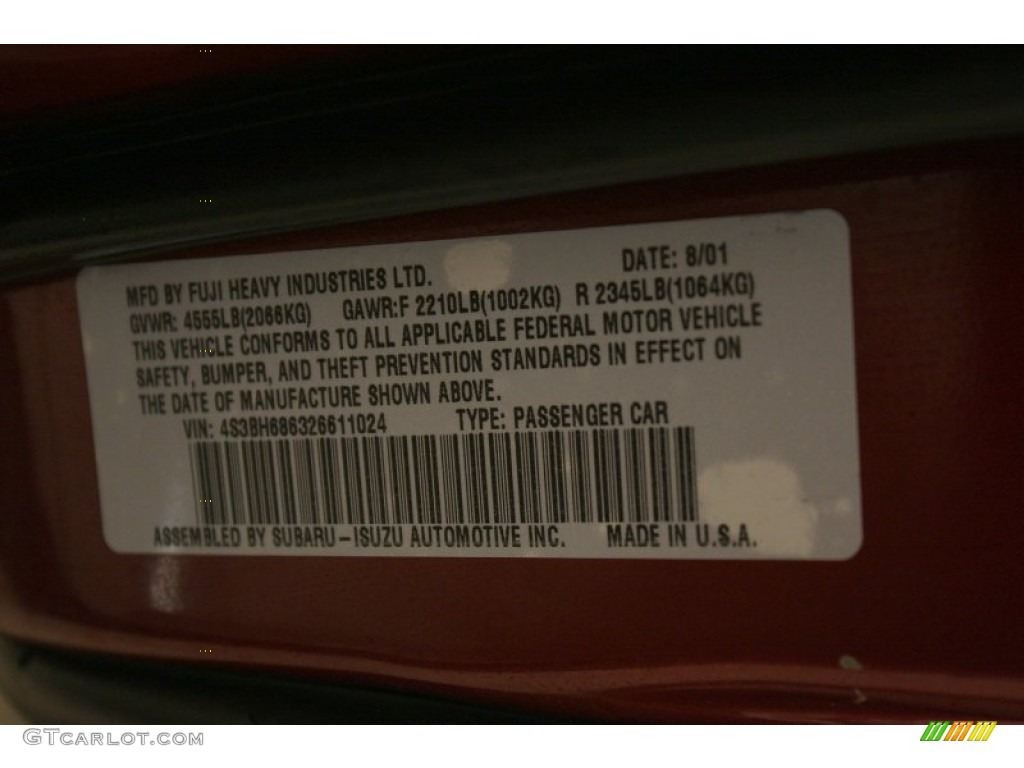 MFD BY FUJI HEAVY INDUSTRIES LTD. DATE: 8/01
GVWR: 4555LB(2066KG) GAWR:F 2210LB(1002KG) R 2345LB(1064KG)
THIS VEHICLE CONFORMS TO ALL APPLICABLE FEDERAL MOTOR VEHICLE
SAFETY, BUMPER, AND THEFT PREVENTION STANDARDS IN EFFECT ON
THE DATE OF MANUFACTURE SHOWN ABOVE.
VIN: 4S3BH686326611024 TYPE: PASSENGER CAR
ASSEMBLED BY SUBARU-ISUZU AUTOMOTIVE INC. MADE IN U.S.A.
GTCARLOT.COM